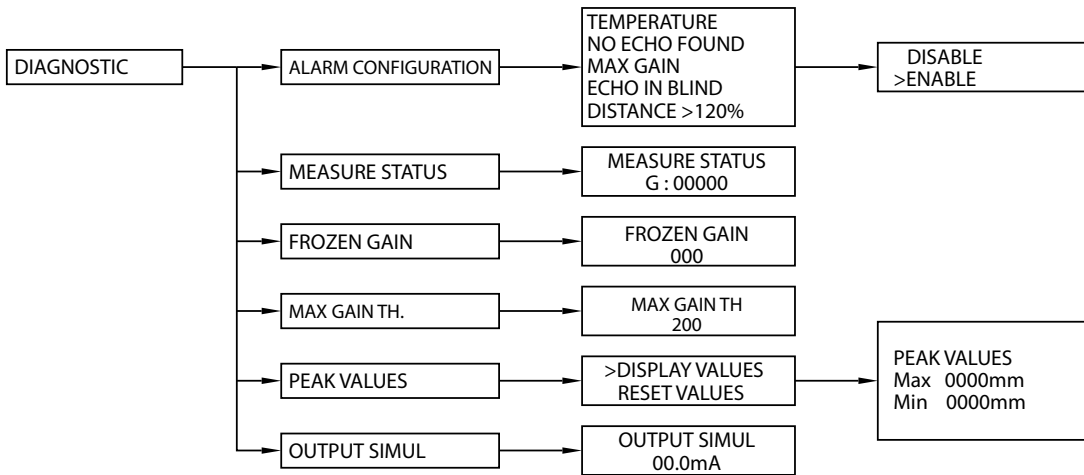 DIAGNOSTIC
ALARM CONFIGURATION
TEMPERATURE
NO ECHO FOUND
MAX GAIN
ECHO IN BLIND
DISTANCE >120%
DISABLE
>ENABLE
MEASURE STATUS
MEASURE STATUS
G : 00000
FROZEN GAIN
FROZEN GAIN
000
MAX GAIN TH.
MAX GAIN TH
200
PEAK VALUES
>DISPLAY VALUES
RESET VALUES
PEAK VALUES
Max 0000mm
Min 0000mm
OUTPUT SIMUL
OUTPUT SIMUL
00.0mA